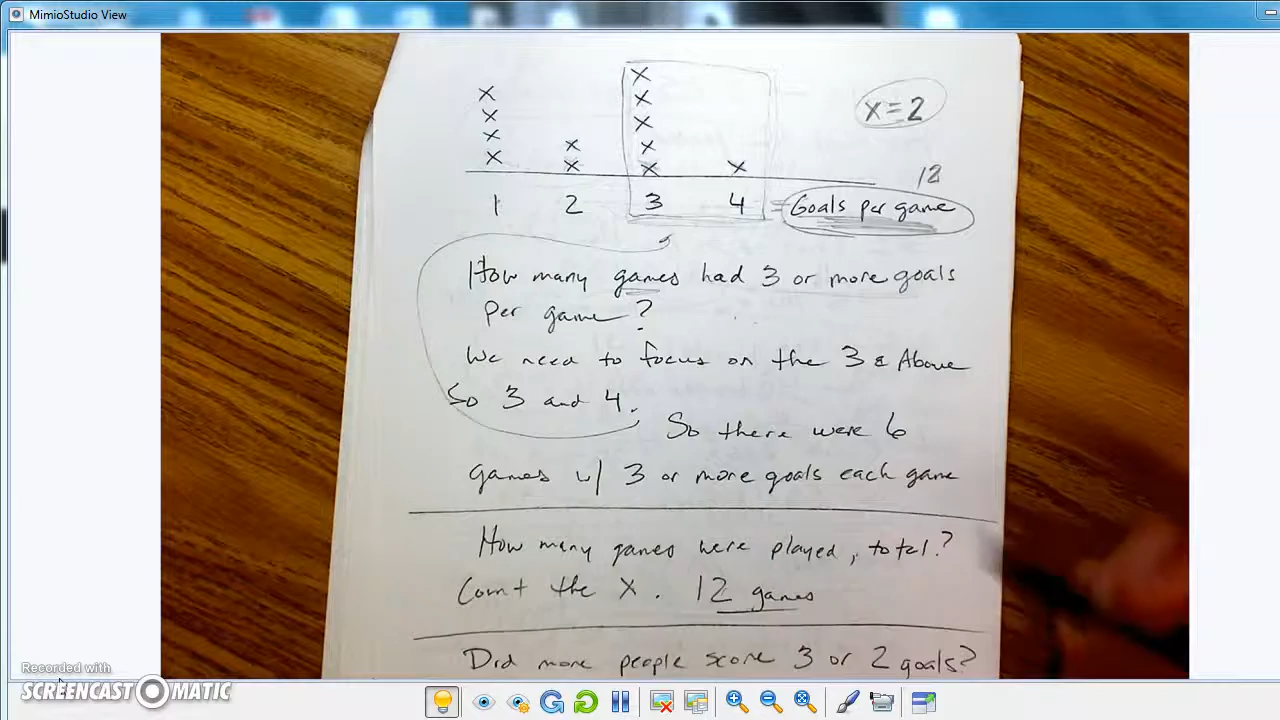 MimioStudio View
x = 2
12
1 2 3 4 Goals per game
How many games had 3 or more goals
per game?
We need to focus on the 3 & Above
So 3 and 4.
So there were 6
games w/ 3 or more goals each game
How many games were played, total?
Count the X. 12 games
Did more people score 3 or 2 goals?
Recorded with
SCREENCAST MATIC